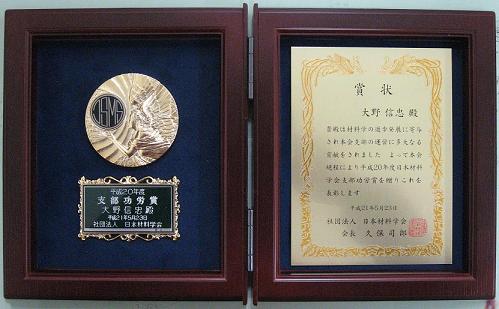 JSMS
平成20年度
支部功労賞
大野信忠殿
平成21年5月23日
社団法人 日本材料学会
賞状
大野 信忠 殿
貴殿は材料学の進歩発展に寄与
され本会支部の運営に多大なる
貢献をされました よって本会
規程により平成20年度日本材料
学会支部功労賞を贈りこれを
表彰します
平成21年5月23日
社団法人 日本材料学会
会長 久保司郎